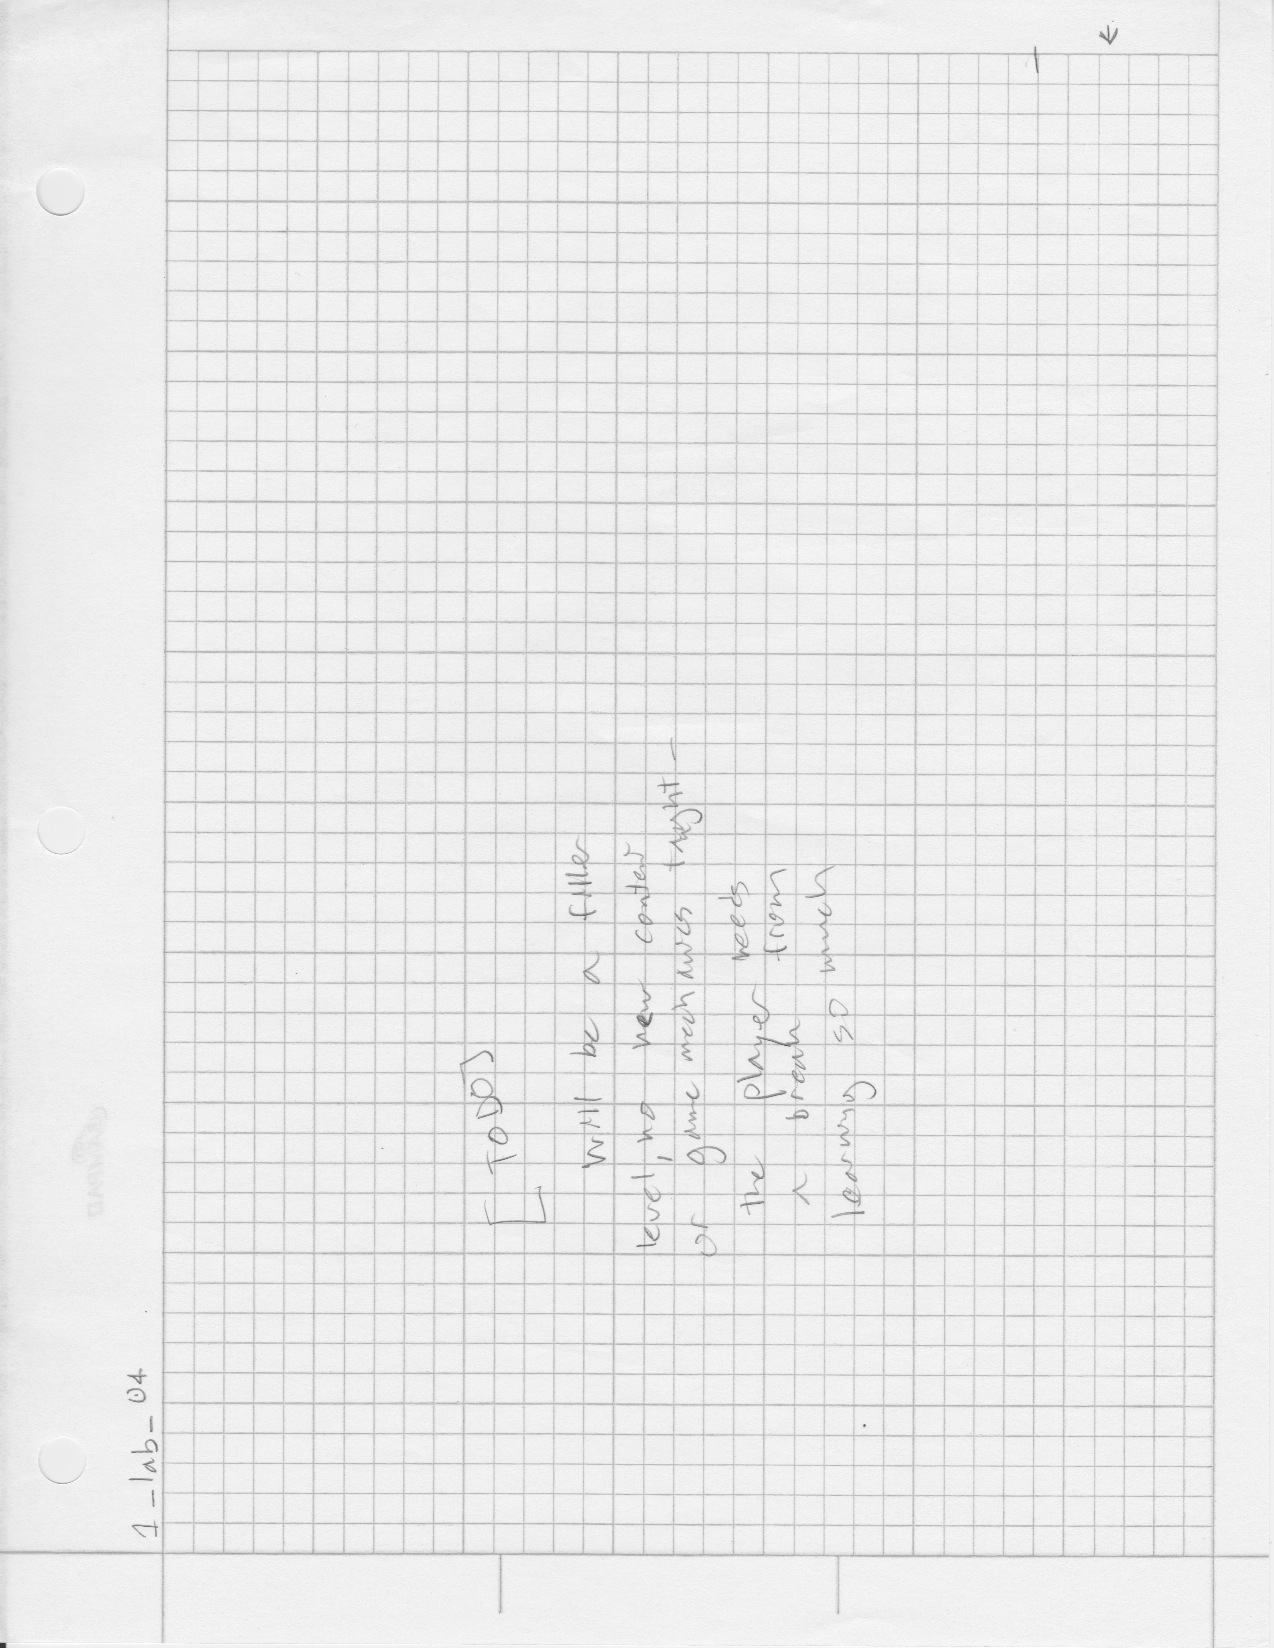 1_lab_04
[TODO]
will be a filler
level, no new content
or game mechanics taught -
the player needs
a break from
learning so much